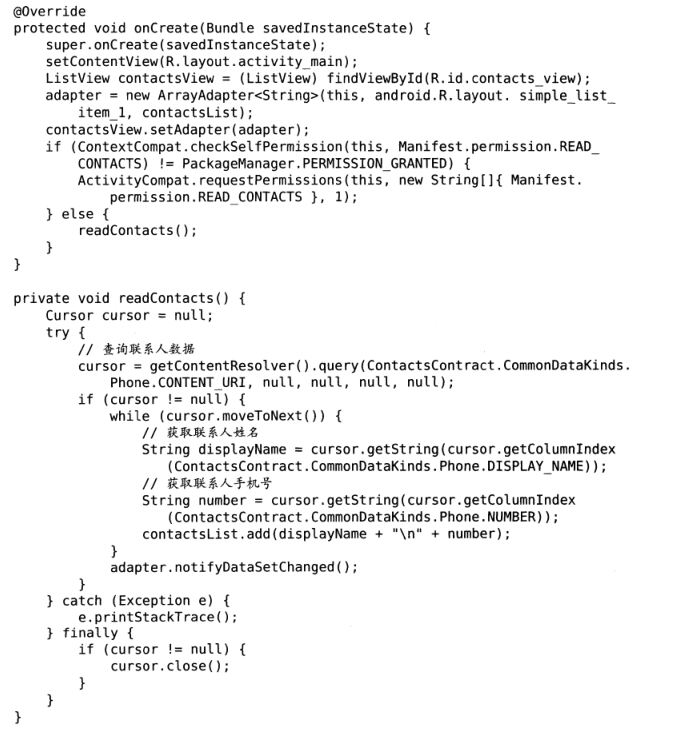 @Override
protected void onCreate(Bundle savedInstanceState) {
    super.onCreate(savedInstanceState);
    setContentView(R.layout.activity_main);
    ListView contactsView = (ListView) findViewById(R.id.contacts_view);
    adapter = new ArrayAdapter<String>(this, android.R.layout. simple_list_
        item_1, contactsList);
    contactsView.setAdapter(adapter);
    if (ContextCompat.checkSelfPermission(this, Manifest.permission.READ_
        CONTACTS) != PackageManager.PERMISSION_GRANTED) {
        ActivityCompat.requestPermissions(this, new String[]{ Manifest.
            permission.READ_CONTACTS }, 1);
    } else {
        readContacts();
    }
}

private void readContacts() {
    Cursor cursor = null;
    try {
        // 查询联系人数据
        cursor = getContentResolver().query(ContactsContract.CommonDataKinds.
            Phone.CONTENT_URI, null, null, null, null);
        if (cursor != null) {
            while (cursor.moveToNext()) {
                // 获取联系人姓名
                String displayName = cursor.getString(cursor.getColumnIndex
                    (ContactsContract.CommonDataKinds.Phone.DISPLAY_NAME));
                // 获取联系人手机号
                String number = cursor.getString(cursor.getColumnIndex
                    (ContactsContract.CommonDataKinds.Phone.NUMBER));
                contactsList.add(displayName + "\n" + number);
            }
            adapter.notifyDataSetChanged();
        }
    } catch (Exception e) {
        e.printStackTrace();
    } finally {
        if (cursor != null) {
            cursor.close();
        }
    }
}